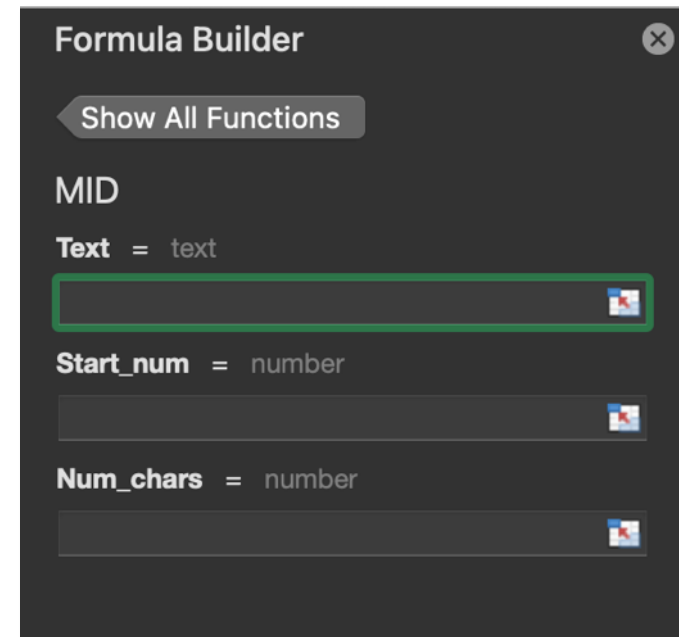 Formula Builder
Show All Functions
MID
Text = text
Start_num = number
Num_chars = number